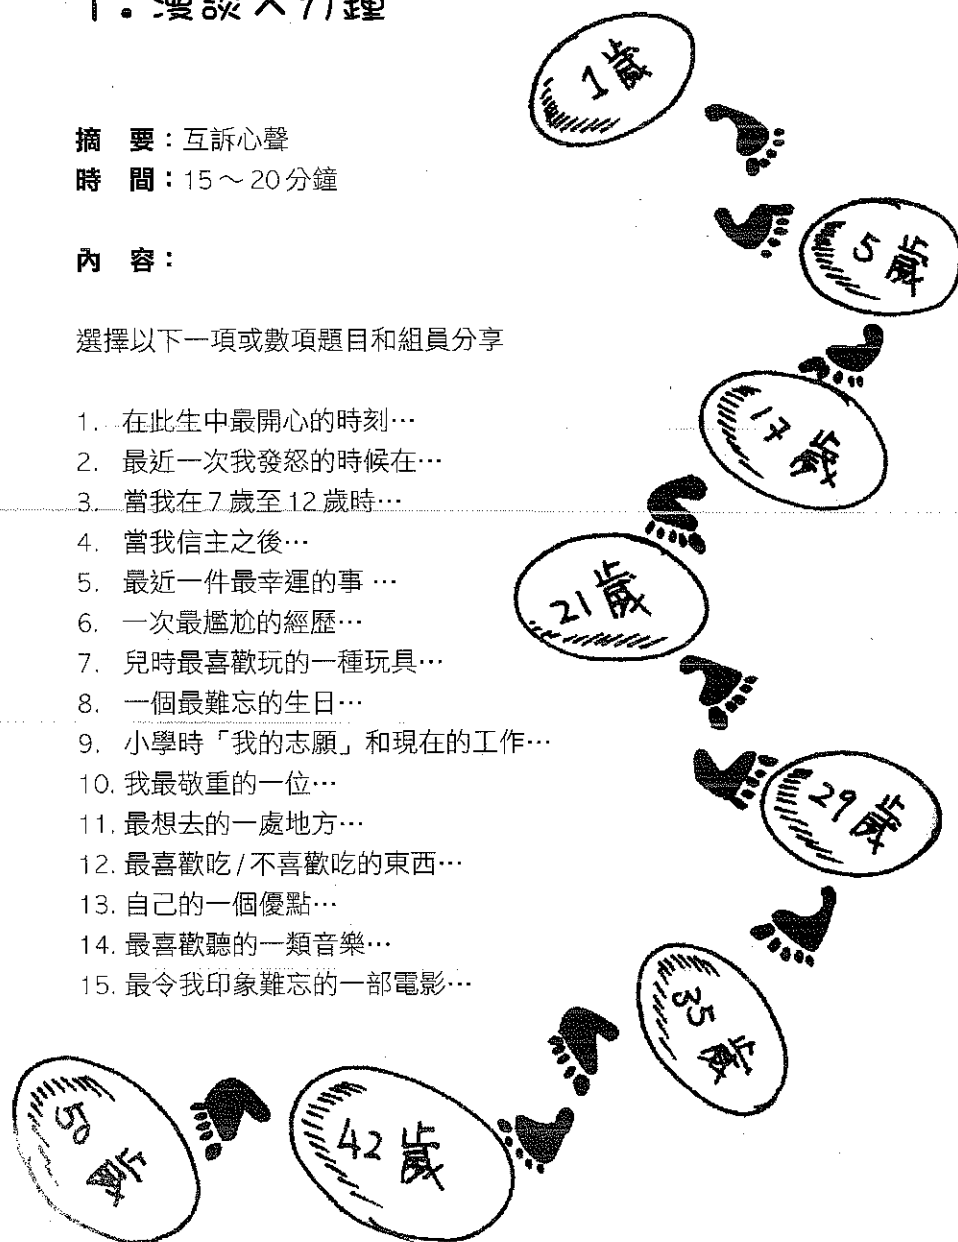 1. 漫談人分鐘
摘　要：互訴心聲
時　間：15～20分鐘
內　容：
選擇以下一項或數項題目和組員分享
1. 在此生中最開心的時刻…
2. 最近一次我發怒的時候在…
3. 當我在7歲至12歲時…
4. 當我信主之後…
5. 最近一件最幸運的事…
6. 一次最尷尬的經歷…
7. 兒時最喜歡玩的一種玩具…
8. 一個最難忘的生日…
9. 小學時「我的志願」和現在的工作…
10. 我最敬重的一位…
11. 最想去的一處地方…
12. 最喜歡吃/不喜歡吃的東西…
13. 自己的一個優點…
14. 最喜歡聽的一類音樂…
15. 最令我印象難忘的一部電影…
1歲
5歲
17歲
21歲
29歲
35歲
42歲
50歲